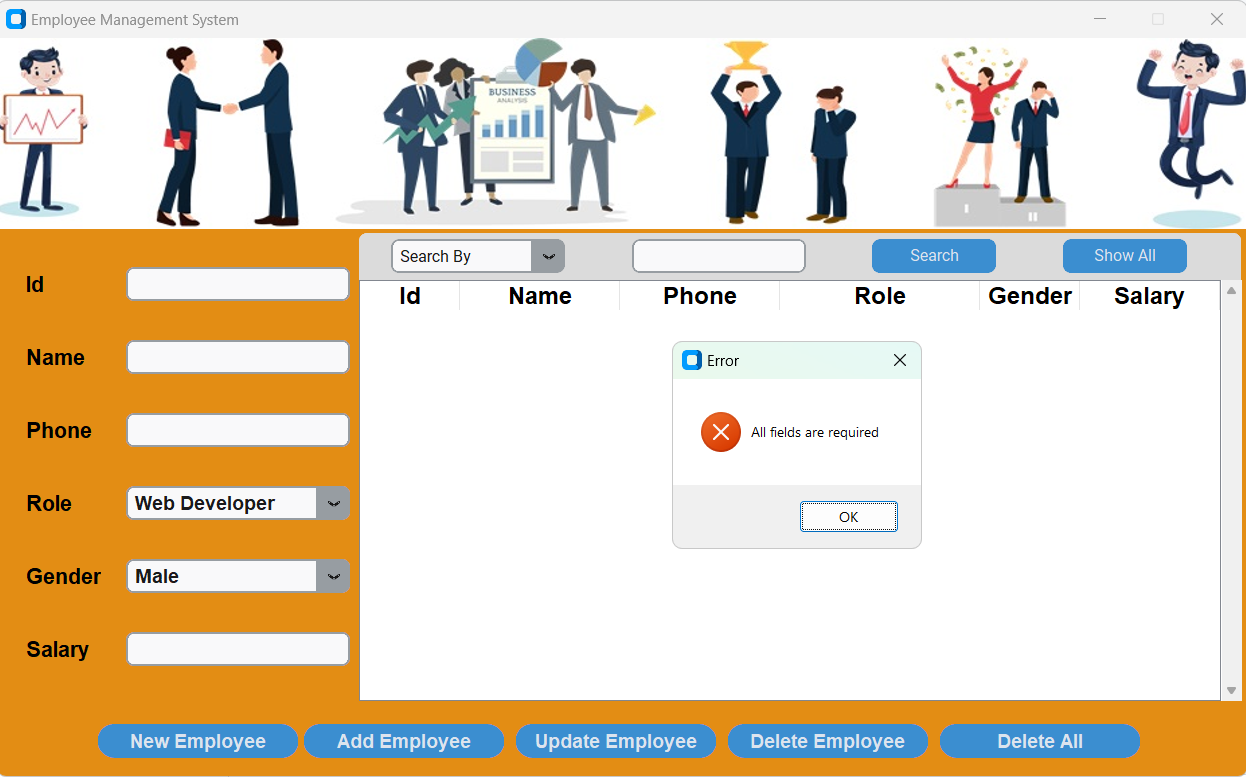 Employee Management System
BUSINESS
ANALYSIS
I
II
Search By
Search
Show All
Id
Name
Phone
Role
Gender
Salary
Id
Name
Phone
Role
Web Developer
Gender
Male
Salary
Error
All fields are required
OK
New Employee
Add Employee
Update Employee
Delete Employee
Delete All